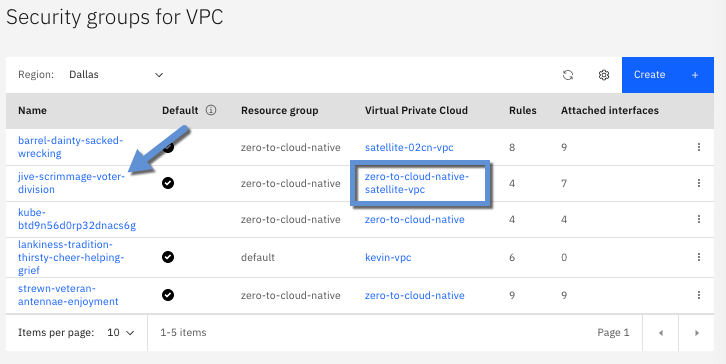 Security groups for VPC
Region: Dallas
Create +
Name Default Resource group Virtual Private Cloud Rules Attached interfaces
barrel-dainty-sacked-
wrecking zero-to-cloud-native satellite-02cn-vpc 8 9
jive-scrimmage-voter-
division zero-to-cloud-native zero-to-cloud-native-
satellite-vpc 4 7
kube-
btd9n56d0rp32dnacs6g zero-to-cloud-native zero-to-cloud-native 4 4
lankiness-tradition-
thirsty-cheer-helping-
grief default kevin-vpc 6 0
strewn-veteran-
antennae-enjoyment zero-to-cloud-native zero-to-cloud-native 9 9
Items per page: 10 1-5 items Page 1